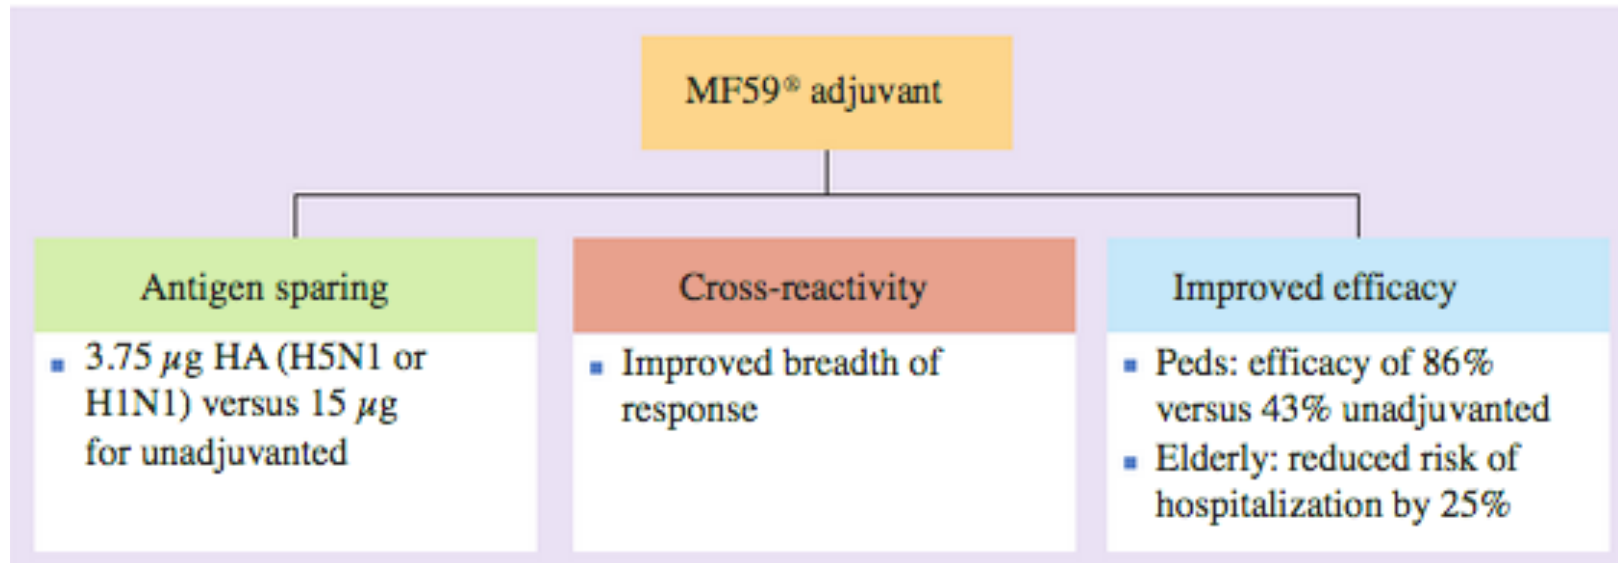 MF59® adjuvant
Antigen sparing
▪ 3.75 µg HA (H5N1 or
H1N1) versus 15 µg
for unadjuvanted
Cross-reactivity
▪ Improved breadth of
response
Improved efficacy
▪ Peds: efficacy of 86%
versus 43% unadjuvanted
▪ Elderly: reduced risk of
hospitalization by 25%